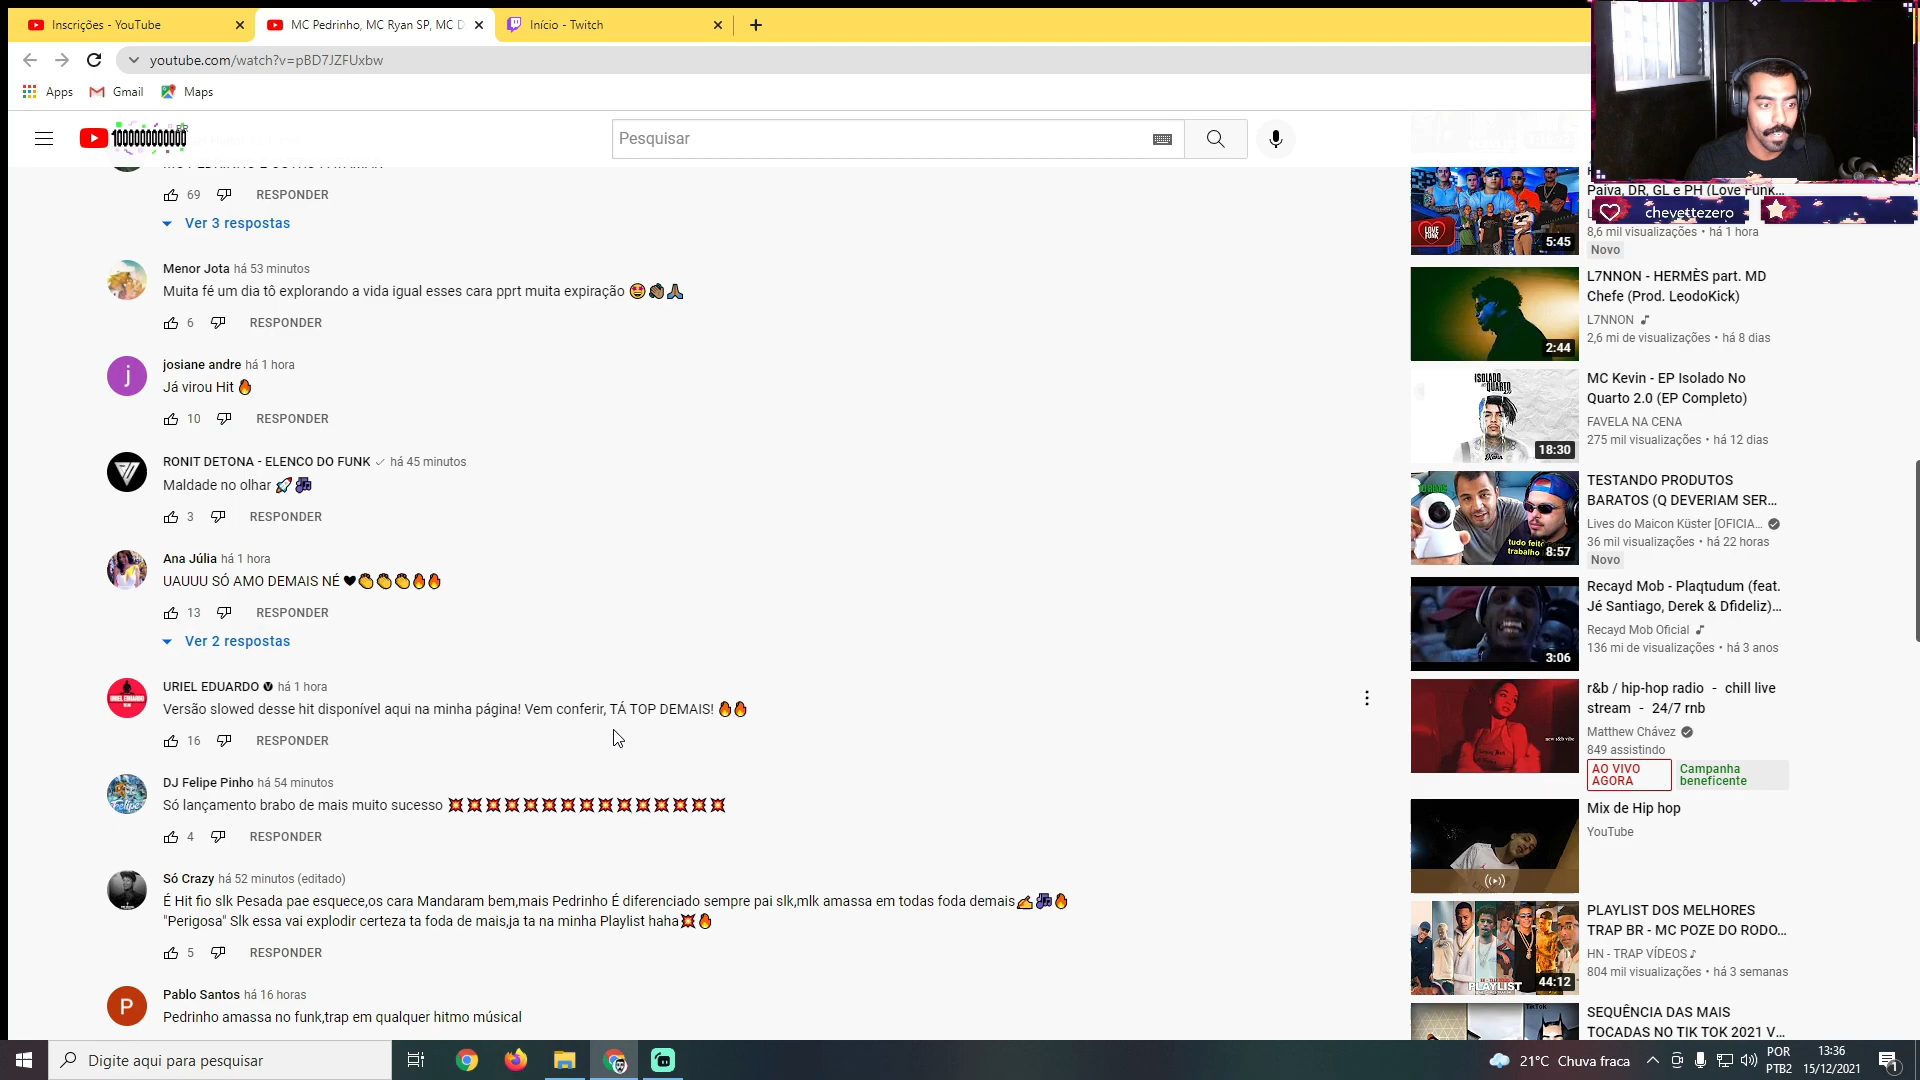 Inscrições - YouTube
MC Pedrinho, MC Ryan SP, MC D
Início - Twitch
youtube.com/watch?v=pBD7JZFUxbw
Apps
Gmail
Maps
BR
Pesquisar
69
RESPONDER
Ver 3 respostas
Menor Jota há 53 minutos
Muita fé um dia tô explorando a vida igual esses cara pprt muita expiração 🤩👏🏾🙏🏾
6
RESPONDER
josiane andre há 1 hora
Já virou Hit 🔥
10
RESPONDER
RONIT DETONA - ELENCO DO FUNK há 45 minutos
Maldade no olhar 🚀🎆
3
RESPONDER
Ana Júlia há 1 hora
UAUUU SÓ AMO DEMAIS NÉ ❤👏👏👏🔥🔥
13
RESPONDER
Ver 2 respostas
URIEL EDUARDO há 1 hora
Versão slowed desse hit disponível aqui na minha página! Vem conferir, TÁ TOP DEMAIS! 🔥🔥
16
RESPONDER
DJ Felipe Pinho há 54 minutos
Só lançamento brabo de mais muito sucesso 💥💥💥💥💥💥💥💥💥💥💥💥💥💥💥
4
RESPONDER
Só Crazy há 52 minutos (editado)
É Hit fio slk Pesada pae esquece,os cara Mandaram bem,mais Pedrinho É diferenciado sempre pai slk,mlk amassa em todas foda demais✍🎆🔥
"Perigosa" Slk essa vai explodir certeza ta foda de mais,ja ta na minha Playlist haha💥🔥
5
RESPONDER
P
Pablo Santos há 16 horas
Pedrinho amassa no funk,trap em qualquer hitmo músical
chevettezero
LOVE FUNK
5:45
Paiva, DR, GL e PH (Love Funk...
8,6 mil visualizações • há 1 hora
Novo
2:44
L7NNON - HERMÈS part. MD
Chefe (Prod. LeodoKick)
L7NNON
2,6 mi de visualizações • há 8 dias
ISOLADO
QUARTO
18:30
MC Kevin - EP Isolado No
Quarto 2.0 (EP Completo)
FAVELA NA CENA
275 mil visualizações • há 12 dias
tudo feito
trabalho
8:57
TESTANDO PRODUTOS
BARATOS (Q DEVERIAM SER...
Lives do Maicon Küster [OFICIA...
36 mil visualizações • há 22 horas
Novo
3:06
Recayd Mob - Plaqtudum (feat.
Jé Santiago, Derek & Dfideliz)...
Recayd Mob Oficial
136 mi de visualizações • há 3 anos
new r&b vibe
r&b / hip-hop radio - chill live
stream - 24/7 rnb
Matthew Chávez
849 assistindo
AO VIVO AGORA
Campanha beneficente
Mix de Hip hop
YouTube
PLAYLIST
44:12
PLAYLIST DOS MELHORES
TRAP BR - MC POZE DO RODO...
HN - TRAP VÍDEOS
804 mil visualizações • há 3 semanas
TikTok
SEQUÊNCIA DAS MAIS
TOCADAS NO TIK TOK 2021 V...
Digite aqui para pesquisar
21°C Chuva fraca
POR
PTB2
13:36
15/12/2021
1